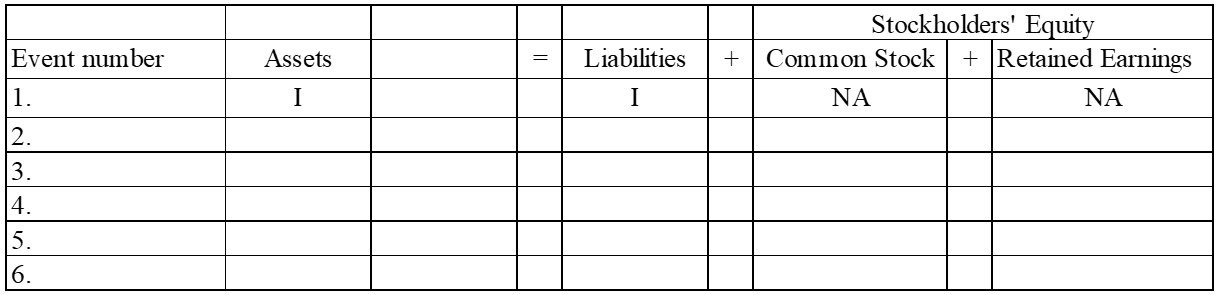 Stockholders' Equity
Event number Assets = Liabilities + Common Stock + Retained Earnings
1. I I NA NA
2.
3.
4.
5.
6.